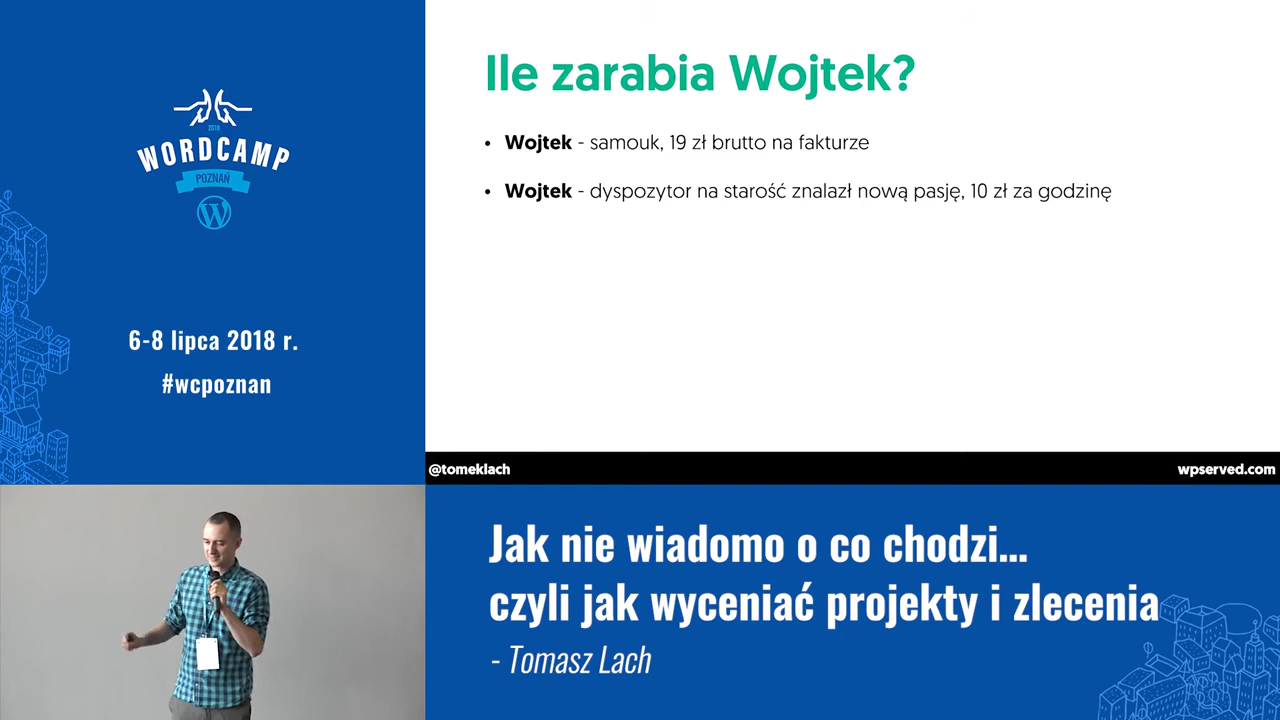 2018
WORDCAMP
POZNAŃ
6-8 lipca 2018 r.
#wcpoznan
Ile zarabia Wojtek?
• Wojtek - samouk, 19 zł brutto na fakturze
• Wojtek - dyspozytor na starość znalazł nową pasję, 10 zł za godzinę
@tomeklach
wpserved.com
Jak nie wiadomo o co chodzi...
czyli jak wyceniać projekty i zlecenia
- Tomasz Lach